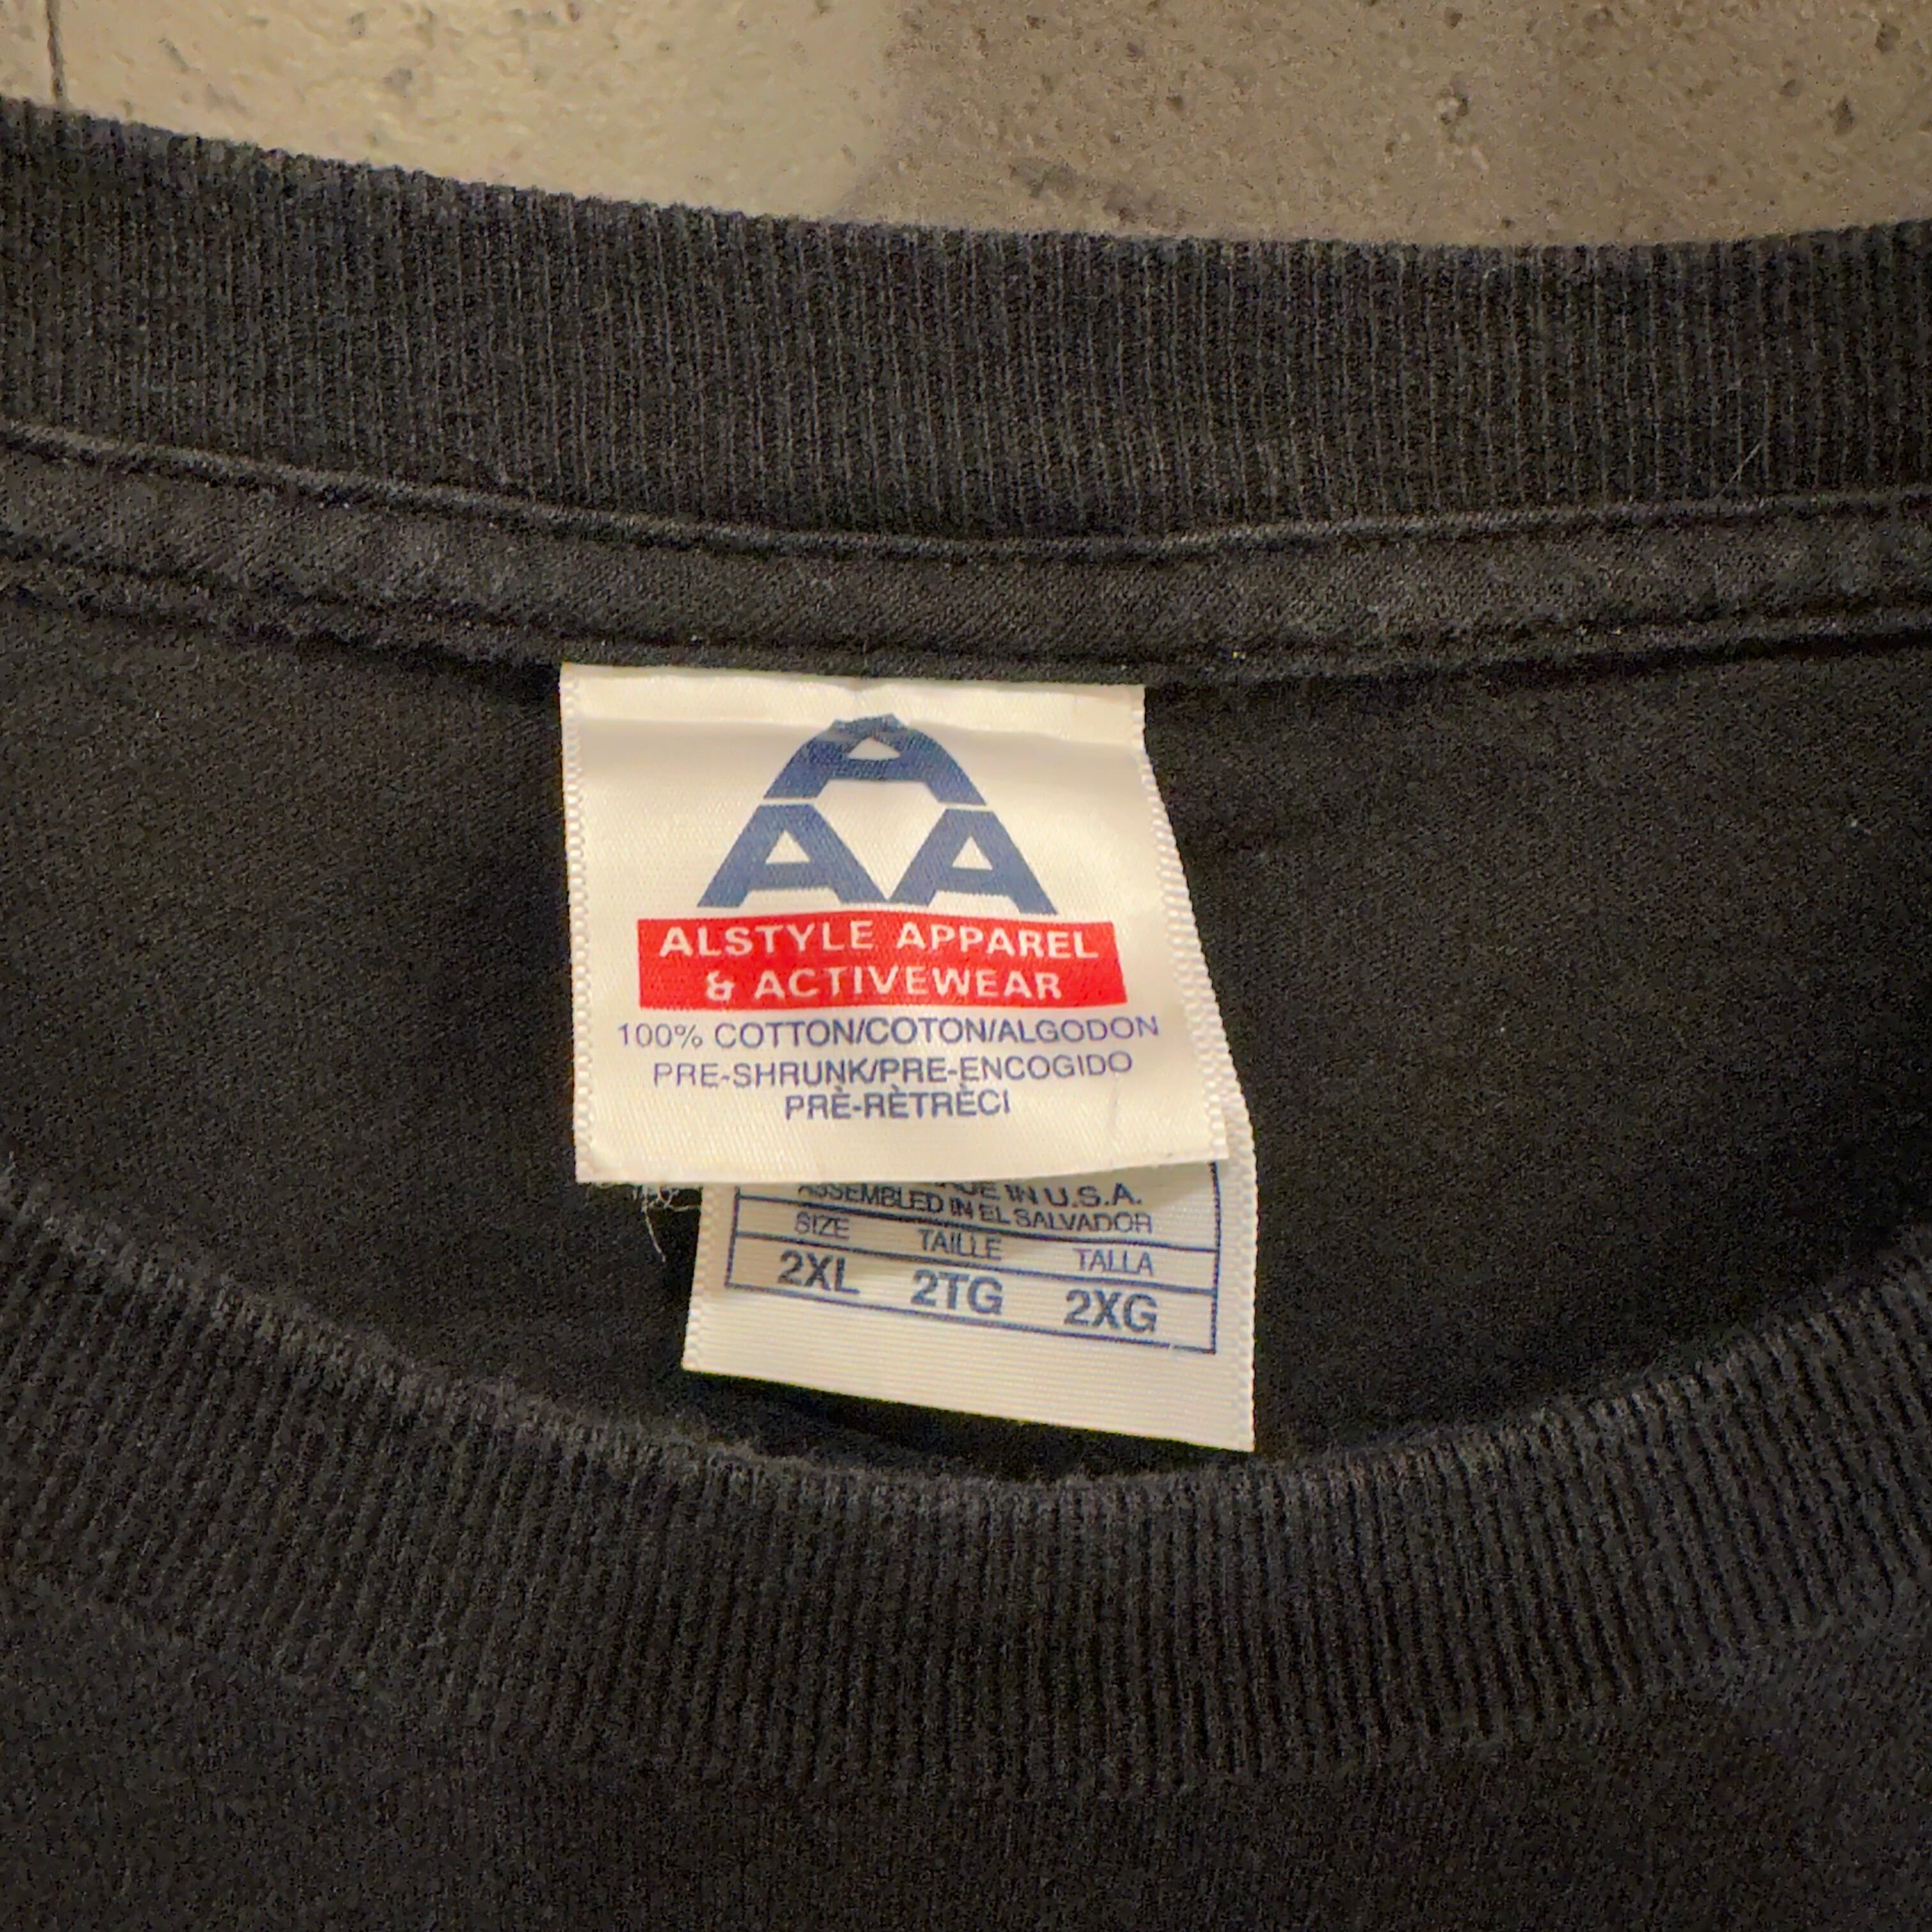 A
AA
ALSTYLE APPAREL
& ACTIVEWEAR
100% COTTON/COTON/ALGODON
PRE-SHRUNK/PRE-ENCOGIDO
PRÈ-RÈTRÈCI
IN U.S.A.
ASSEMBLED IN EL SALVADOR
SIZE TAILLE TALLA
2XL 2TG 2XG